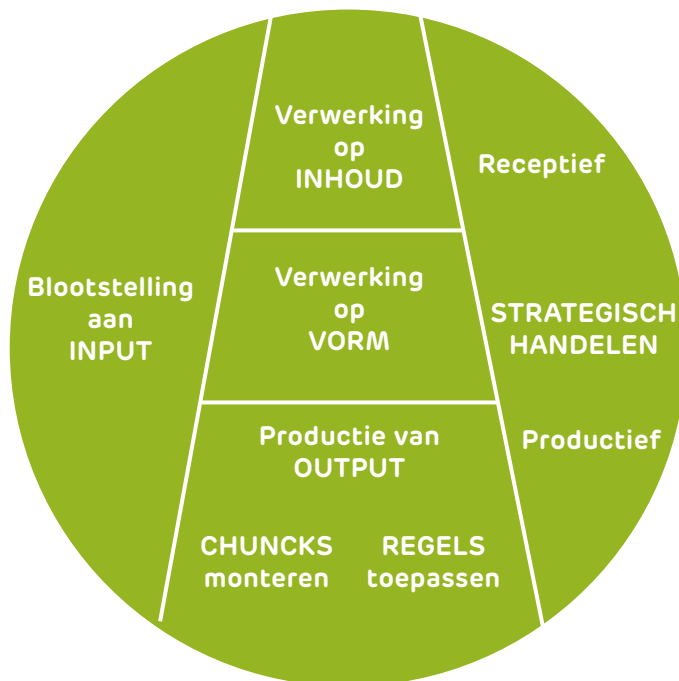 Blootstelling
aan
INPUT
Verwerking
op
INHOUD
Verwerking
op
VORM
Productie van
OUTPUT
CHUNCKS
monteren
REGELS
toepassen
Receptief
STRATEGISCH
HANDELEN
Productief